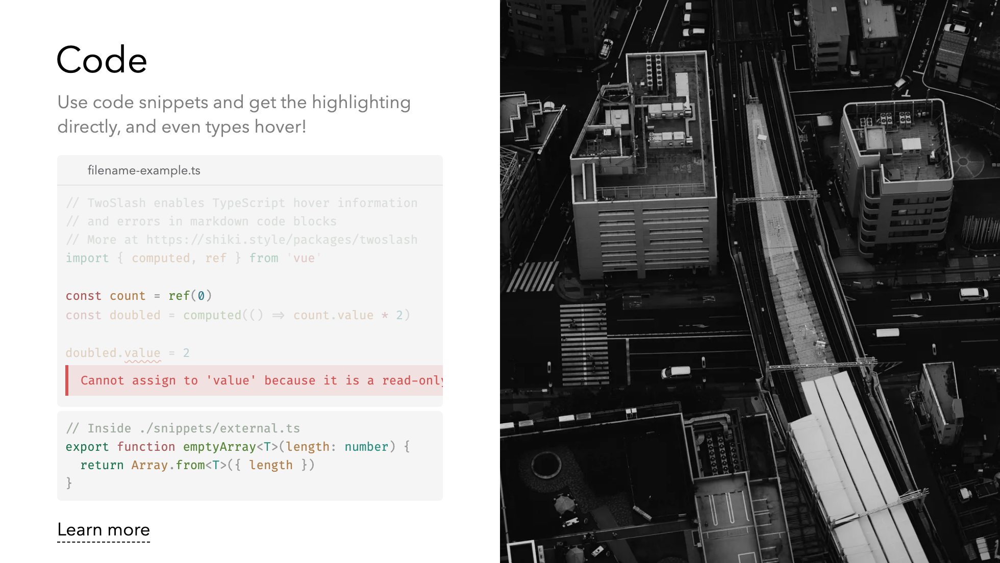 Code
Use code snippets and get the highlighting
directly, and even types hover!
filename-example.ts
// TwoSlash enables TypeScript hover information
// and errors in markdown code blocks
// More at https://shiki.style/packages/twoslash
import { computed, ref } from 'vue'
const count = ref(0)
const doubled = computed(() => count.value * 2)
doubled.value = 2
Cannot assign to 'value' because it is a read-only
// Inside ./snippets/external.ts
export function emptyArray<T>(length: number) {
  return Array.from<T>({ length })
}
Learn more